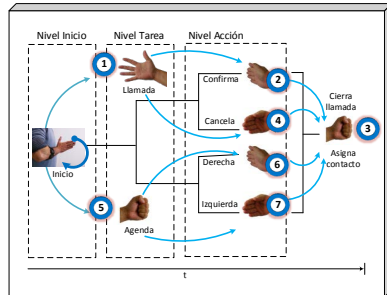 Nivel Inicio
Nivel Tarea
Nivel Acción
1
Llamada
Confirma
2
Cancela
4
Cierra
llamada
3
Inicio
Derecha
6
Asigna
contacto
5
Agenda
Izquierda
7
t